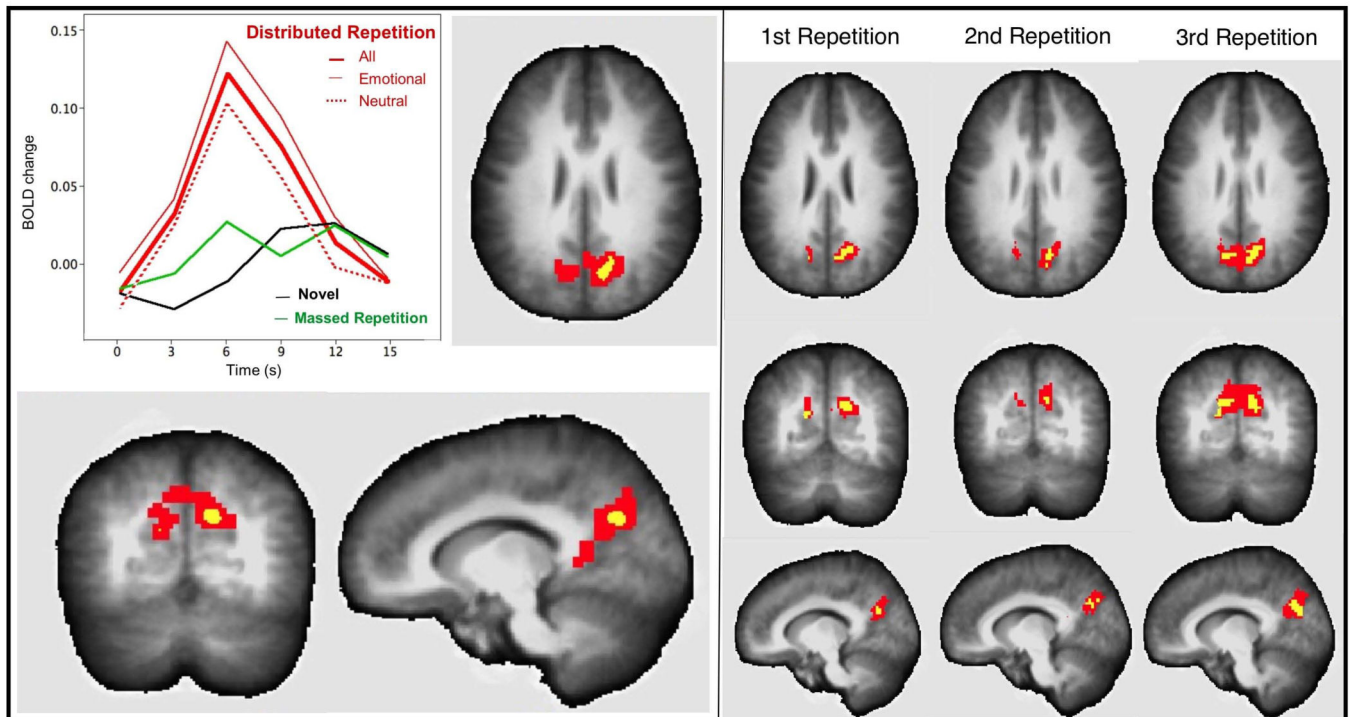 Distributed Repetition
All
Emotional
Neutral
0.15
0.10
0.05
0.00
BOLD change
Novel
Massed Repetition
0 3 6 9 12 15
Time (s)
1st Repetition 2nd Repetition 3rd Repetition